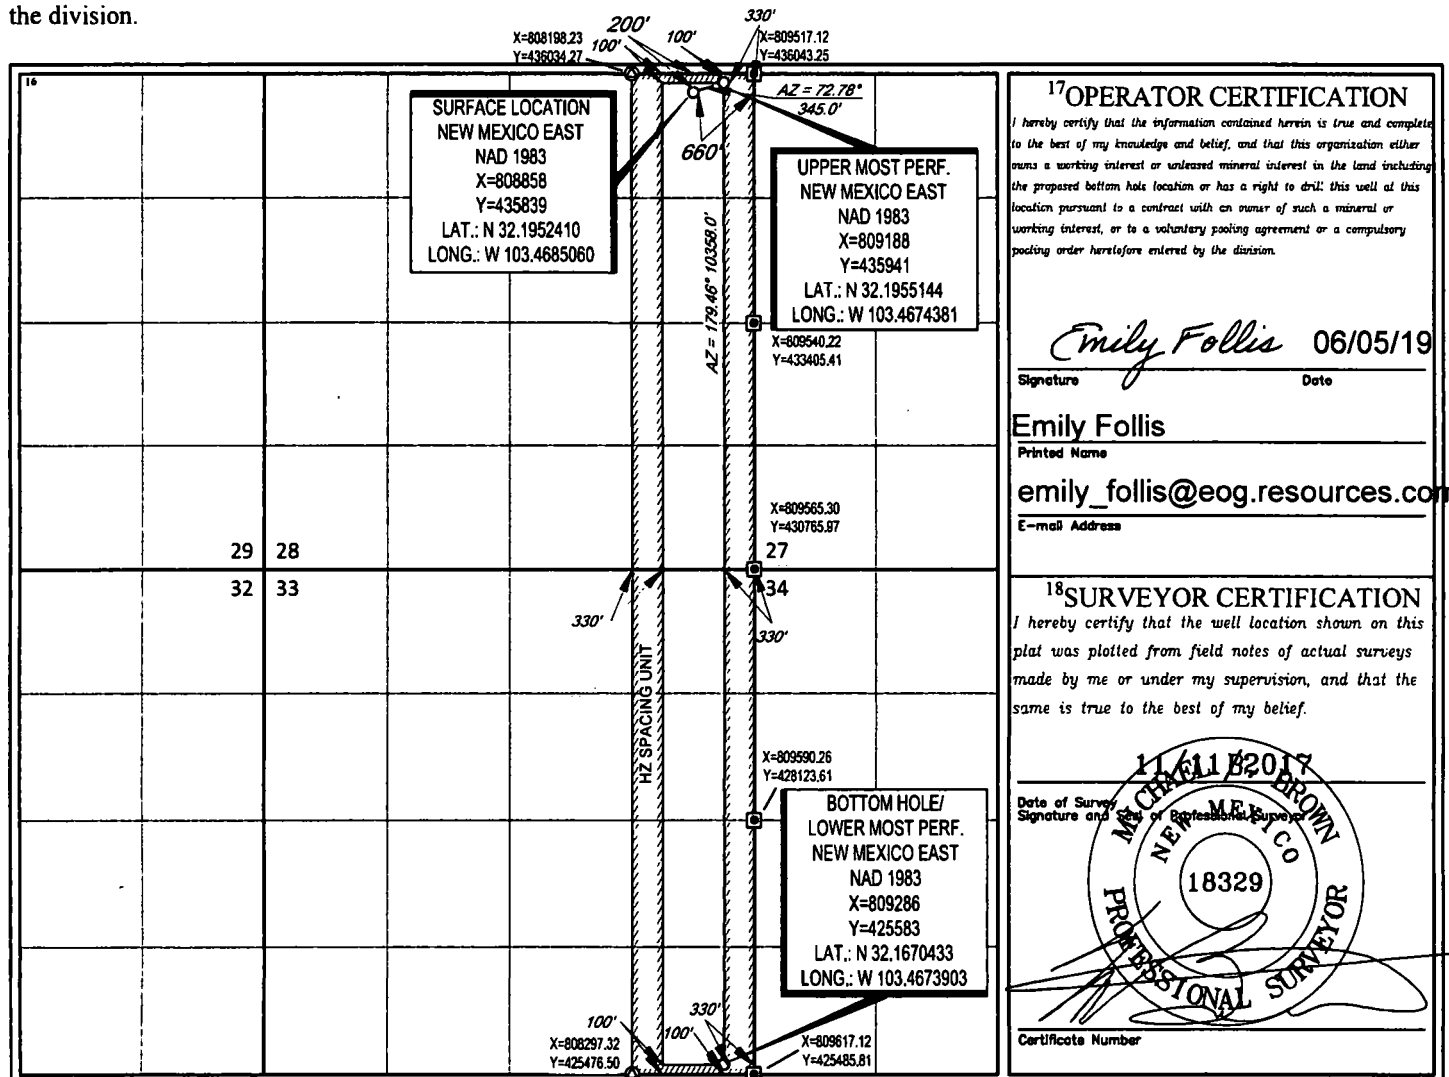 the division.
16
X=808198.23
Y=436034.27
200'
100'
100'
330'
X=809517.12
Y=436043.25
AZ = 72.78°
345.0'
660'
SURFACE LOCATION
NEW MEXICO EAST
NAD 1983
X=808858
Y=435839
LAT.: N 32.1952410
LONG.: W 103.4685060
UPPER MOST PERF.
NEW MEXICO EAST
NAD 1983
X=809188
Y=435941
LAT.: N 32.1955144
LONG.: W 103.4674381
AZ = 179.46° 10358.0'
X=809540.22
Y=433405.41
X=809565.30
Y=430765.97
29 28
27
32 33
34
330'
330'
HZ SPACING UNIT
X=809590.26
Y=428123.61
BOTTOM HOLE/
LOWER MOST PERF.
NEW MEXICO EAST
NAD 1983
X=809286
Y=425583
LAT.: N 32.1670433
LONG.: W 103.4673903
100'
100'
330'
X=808297.32
Y=425476.50
X=809617.12
Y=425485.81
17 OPERATOR CERTIFICATION
I hereby certify that the information contained herein is true and complete
to the best of my knowledge and belief, and that this organization either
owns a working interest or unleased mineral interest in the land including
the proposed bottom hole location or has a right to drill this well at this
location pursuant to a contract with an owner of such a mineral or
working interest, or to a voluntary pooling agreement or a compulsory
pooling order heretofore entered by the division.
Emily Follis 06/05/19
Signature Date
Emily Follis
Printed Name
emily_follis@eog.resources.com
E-mail Address
18 SURVEYOR CERTIFICATION
I hereby certify that the well location shown on this
plat was plotted from field notes of actual surveys
made by me or under my supervision, and that the
same is true to the best of my belief.
11/11/2017
Date of Survey
Signature and Seal of Professional Surveyor
MICHAEL B. BROWN
NEW MEXICO
18329
PROFESSIONAL SURVEYOR
Certificate Number